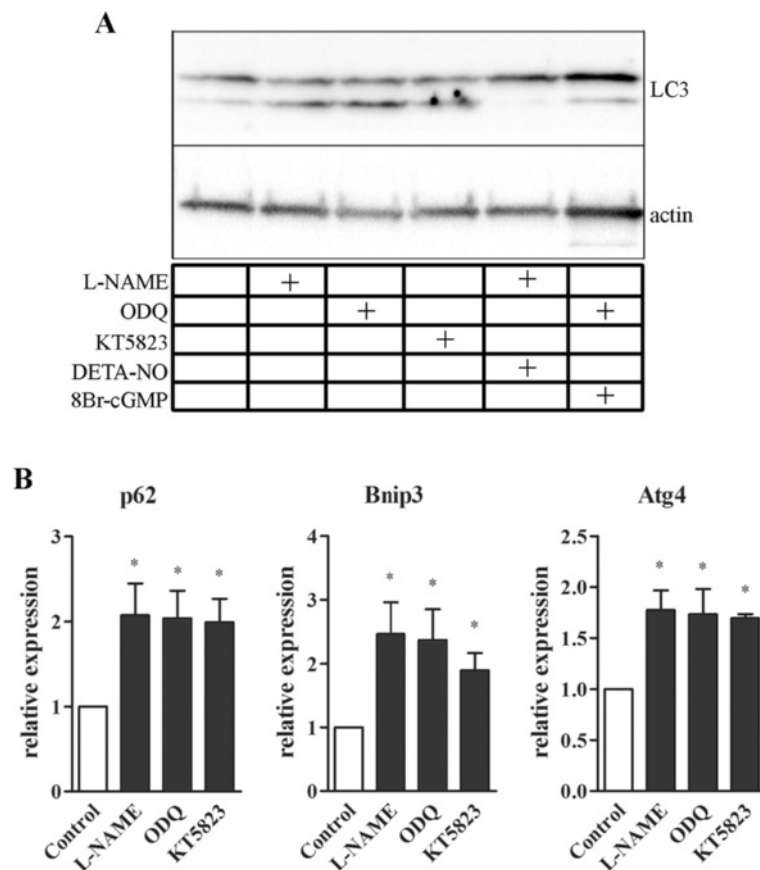 A
LC3
actin
L-NAME + +
ODQ + +
KT5823 +
DETA-NO +
8Br-cGMP +
B
p62
relative expression
3
2
1
0
*
*
*
Control
L-NAME
ODQ
KT5823
Bnip3
relative expression
4
3
2
1
0
*
*
*
Control
L-NAME
ODQ
KT5823
Atg4
relative expression
2.5
2.0
1.5
1.0
0.5
0.0
*
*
*
Control
L-NAME
ODQ
KT5823